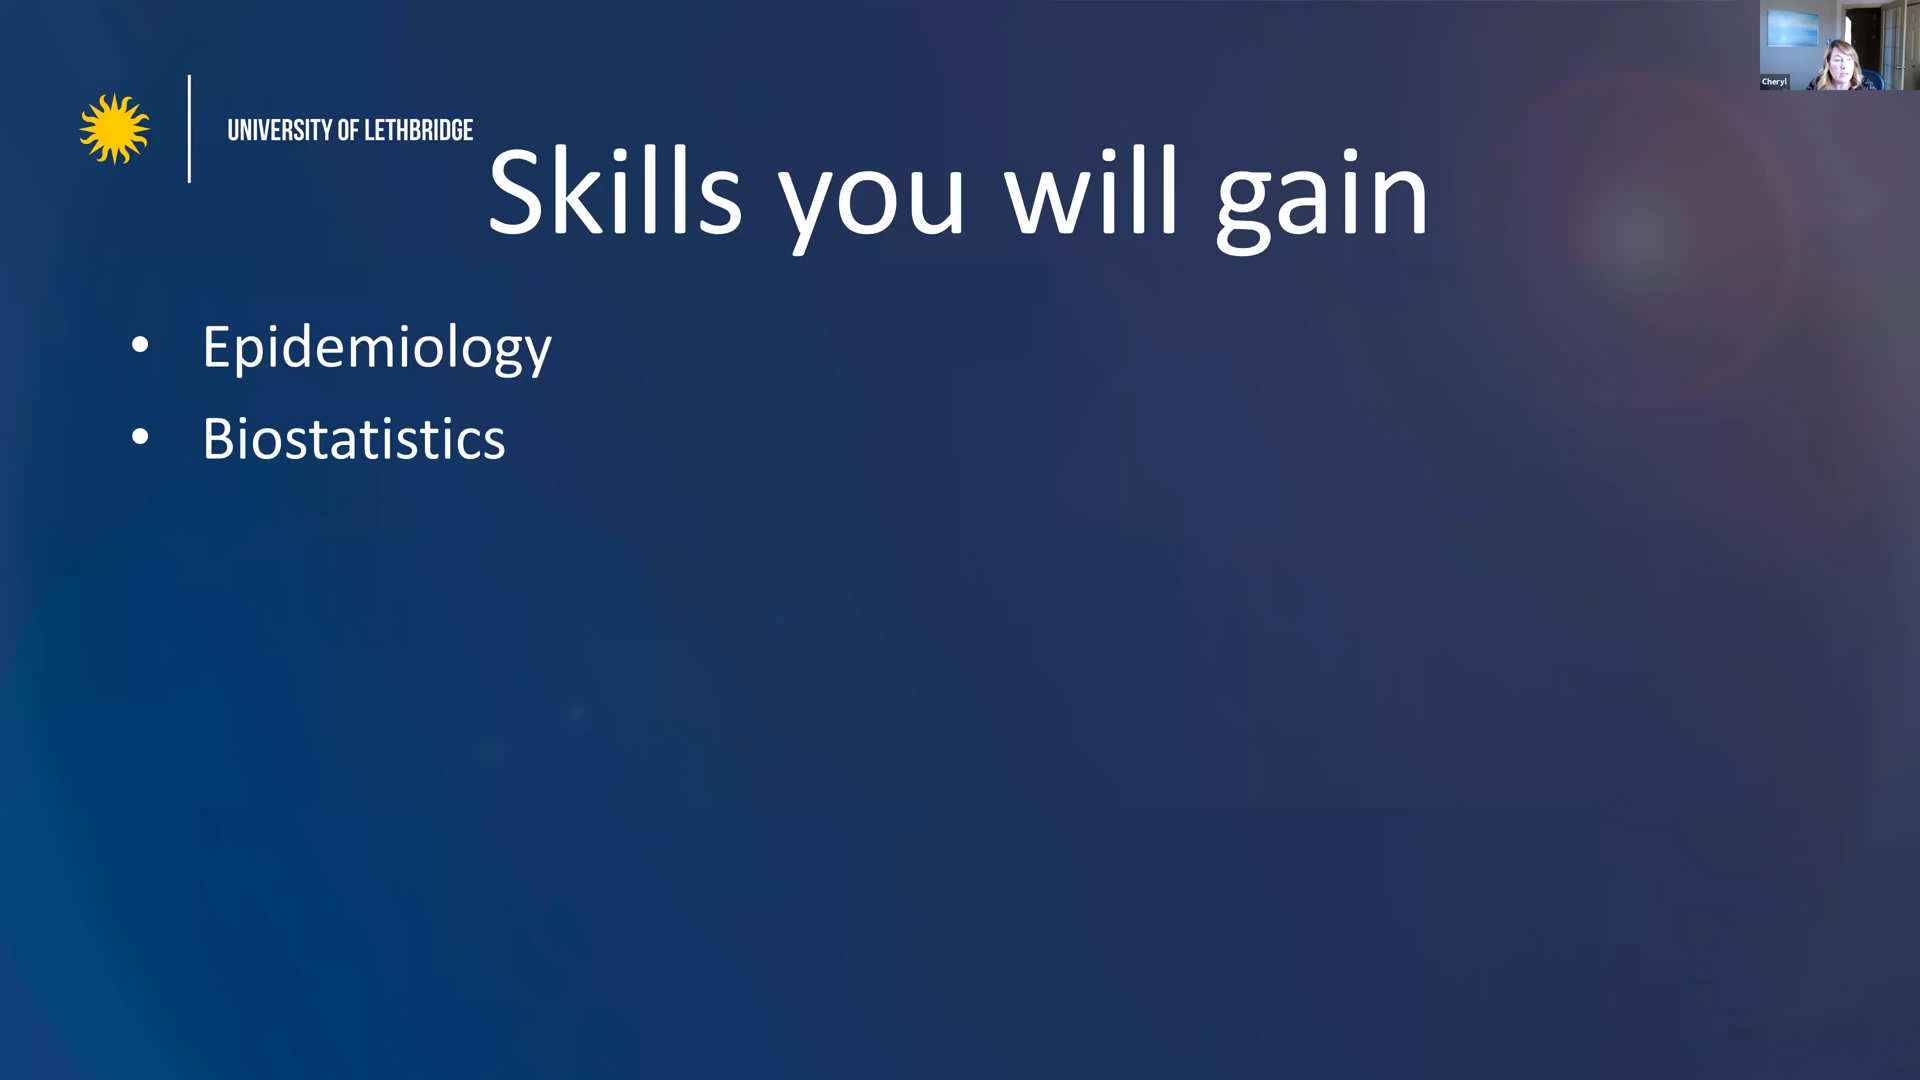 Cheryl
UNIVERSITY OF LETHBRIDGE
Skills you will gain
• Epidemiology
• Biostatistics